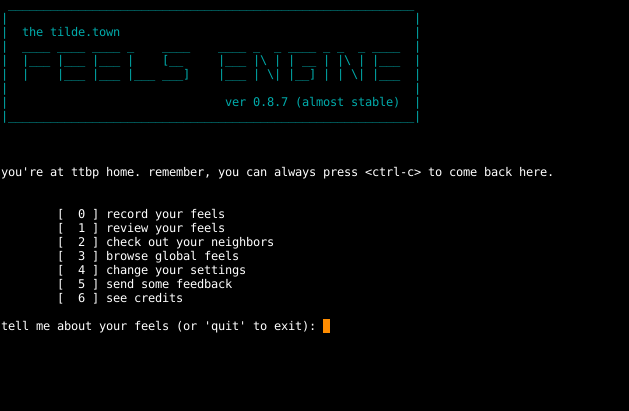 the tilde.town
FEELS ENGINE
ver 0.8.7 (almost stable)
you're at ttbp home. remember, you can always press <ctrl-c> to come back here.
[ 0 ] record your feels
[ 1 ] review your feels
[ 2 ] check out your neighbors
[ 3 ] browse global feels
[ 4 ] change your settings
[ 5 ] send some feedback
[ 6 ] see credits
tell me about your feels (or 'quit' to exit):